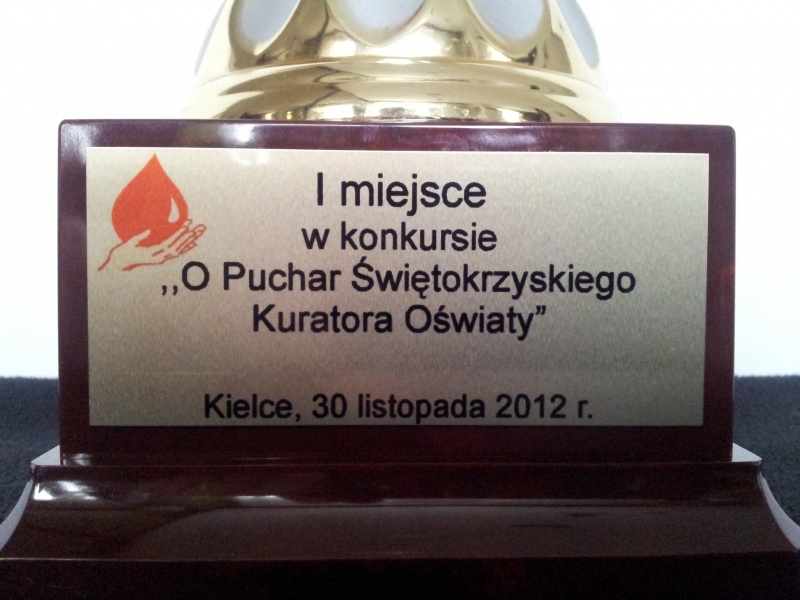 I miejsce
w konkursie
,,O Puchar Świętokrzyskiego
Kuratora Oświaty”
Kielce, 30 listopada 2012 r.